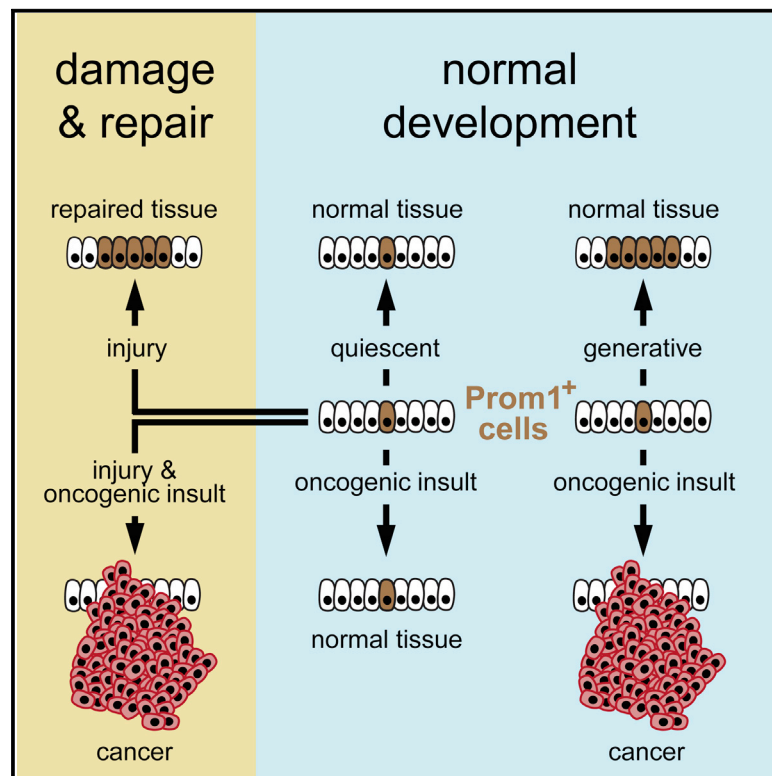 damage
& repair
repaired tissue
injury
injury &
oncogenic insult
cancer
normal
development
normal tissue
quiescent
Prom1⁺
cells
oncogenic insult
normal tissue
normal tissue
generative
oncogenic insult
cancer